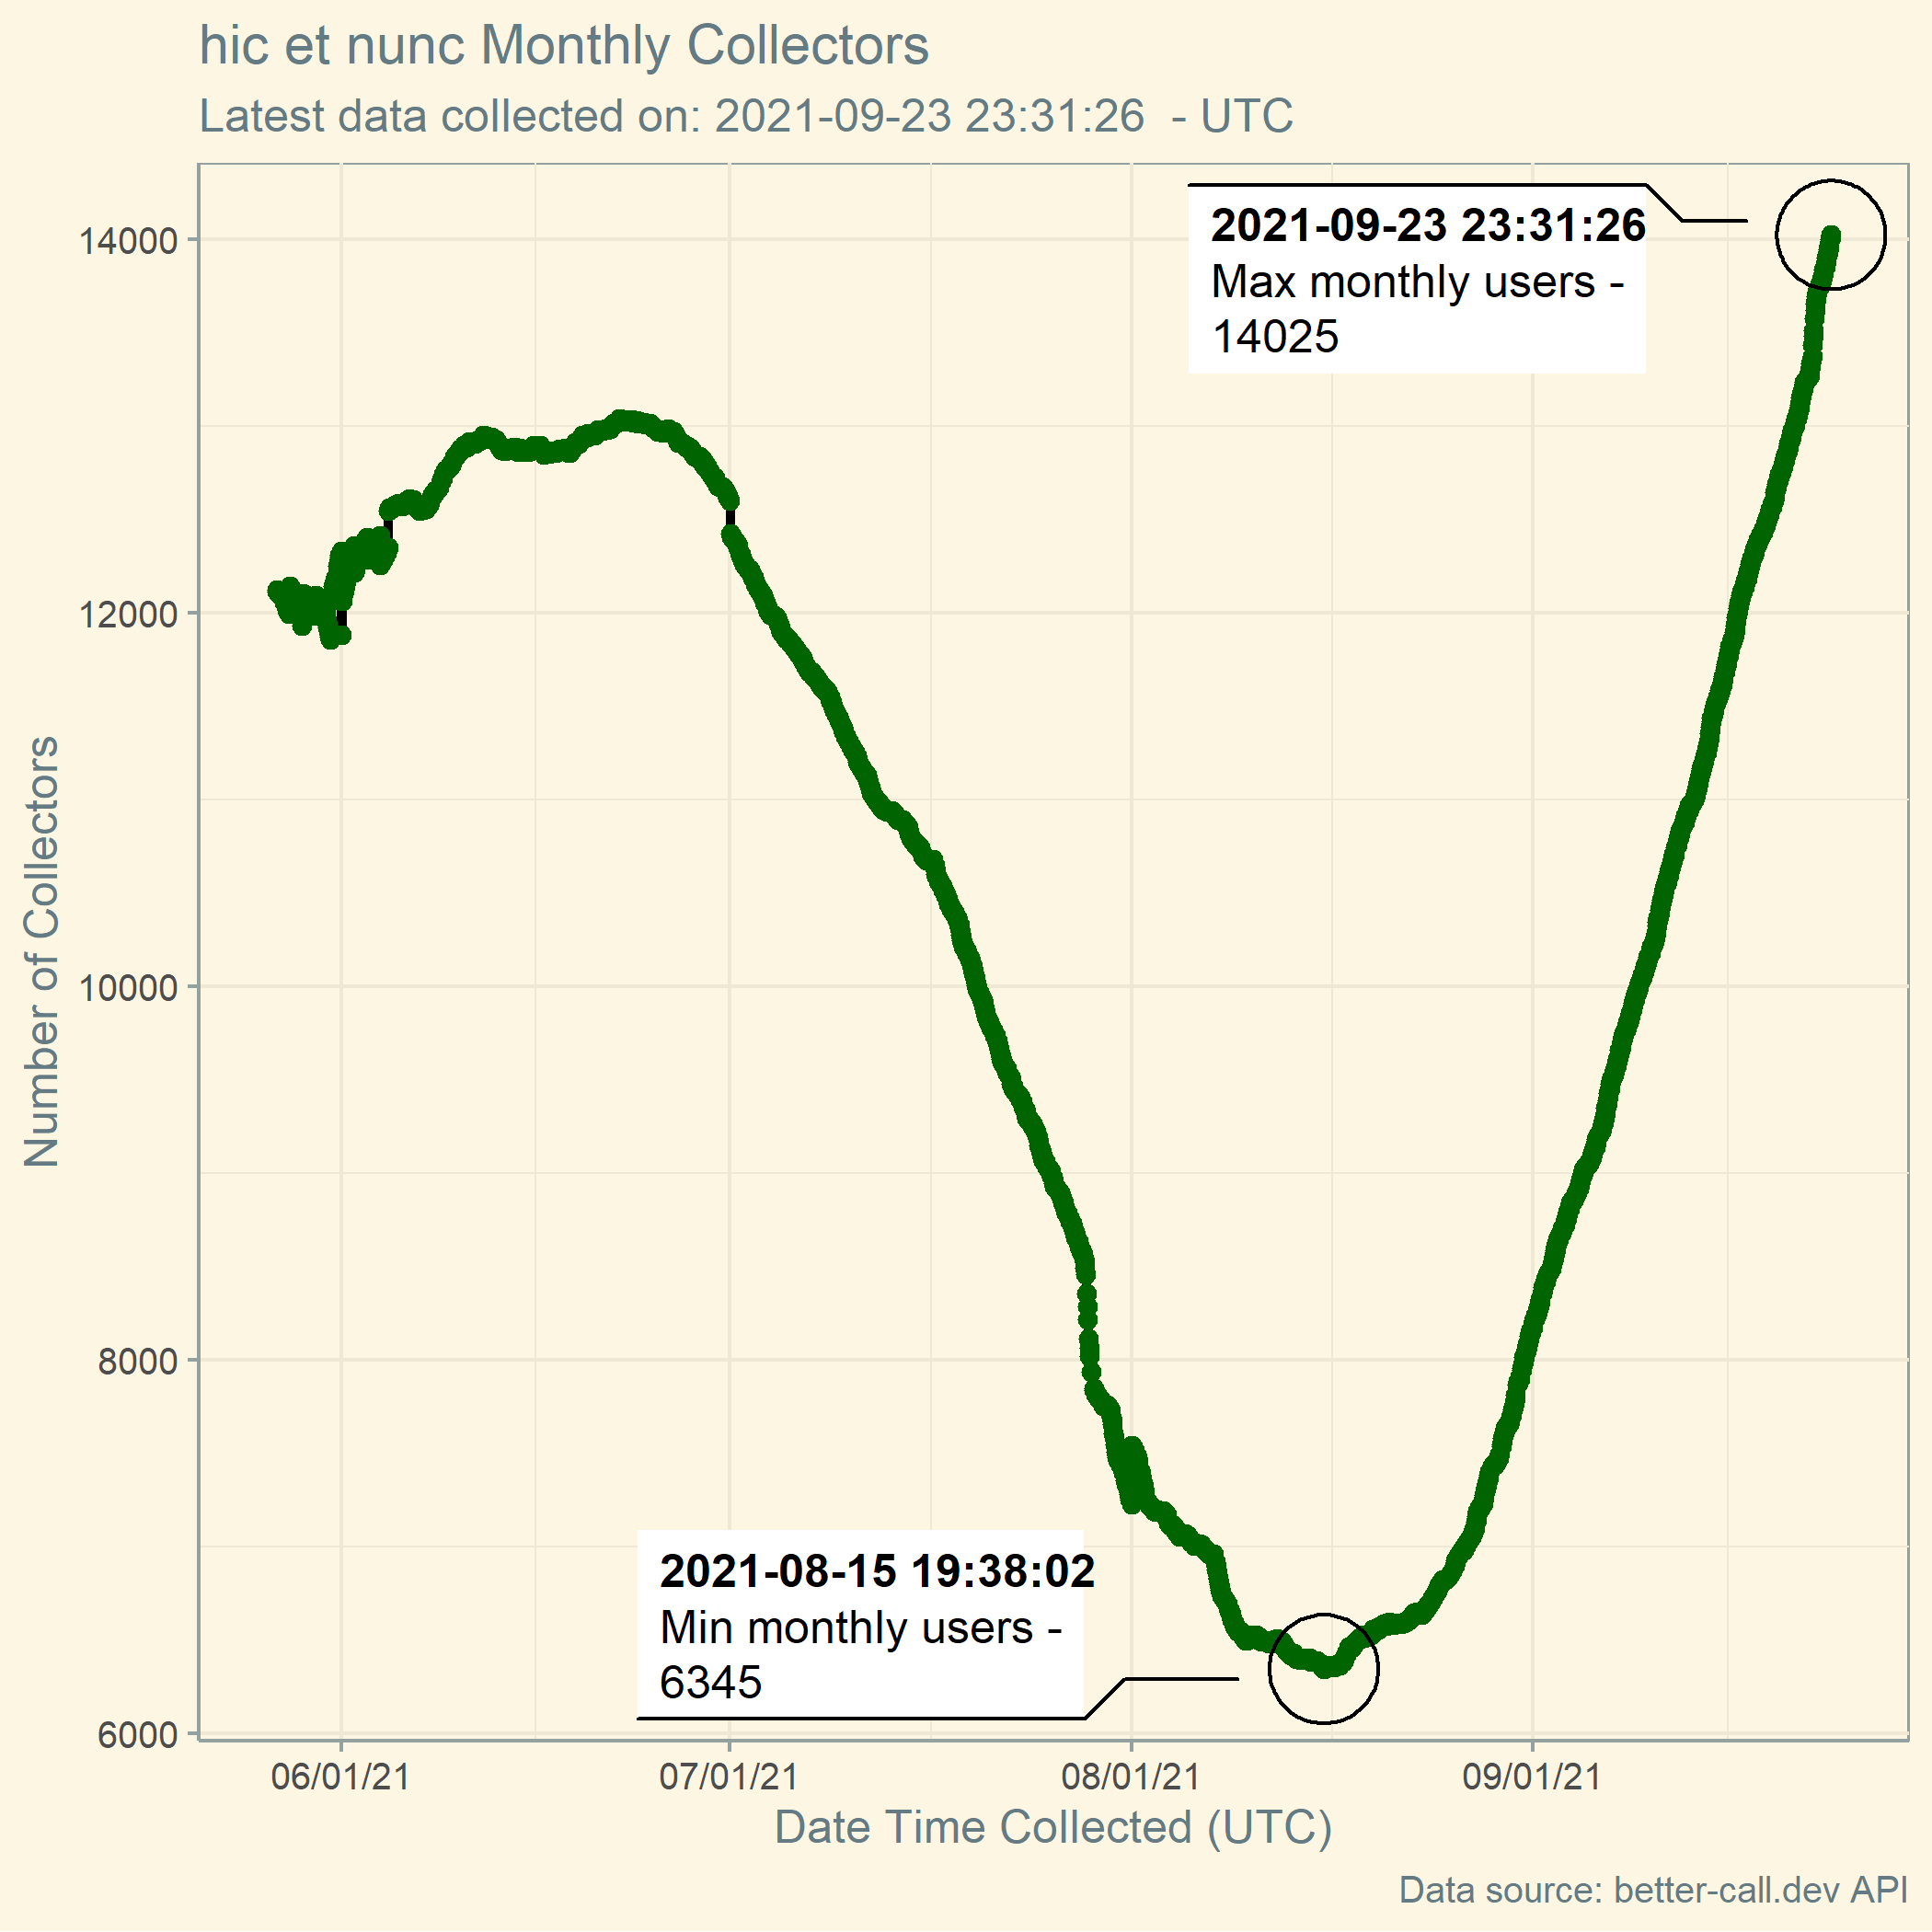 hic et nunc Monthly Collectors
Latest data collected on: 2021-09-23 23:31:26  - UTC
2021-09-23 23:31:26
Max monthly users -
14025
14000
12000
10000
8000
6000
Number of Collectors
2021-08-15 19:38:02
Min monthly users -
6345
06/01/21
07/01/21
08/01/21
09/01/21
Date Time Collected (UTC)
Data source: better-call.dev API